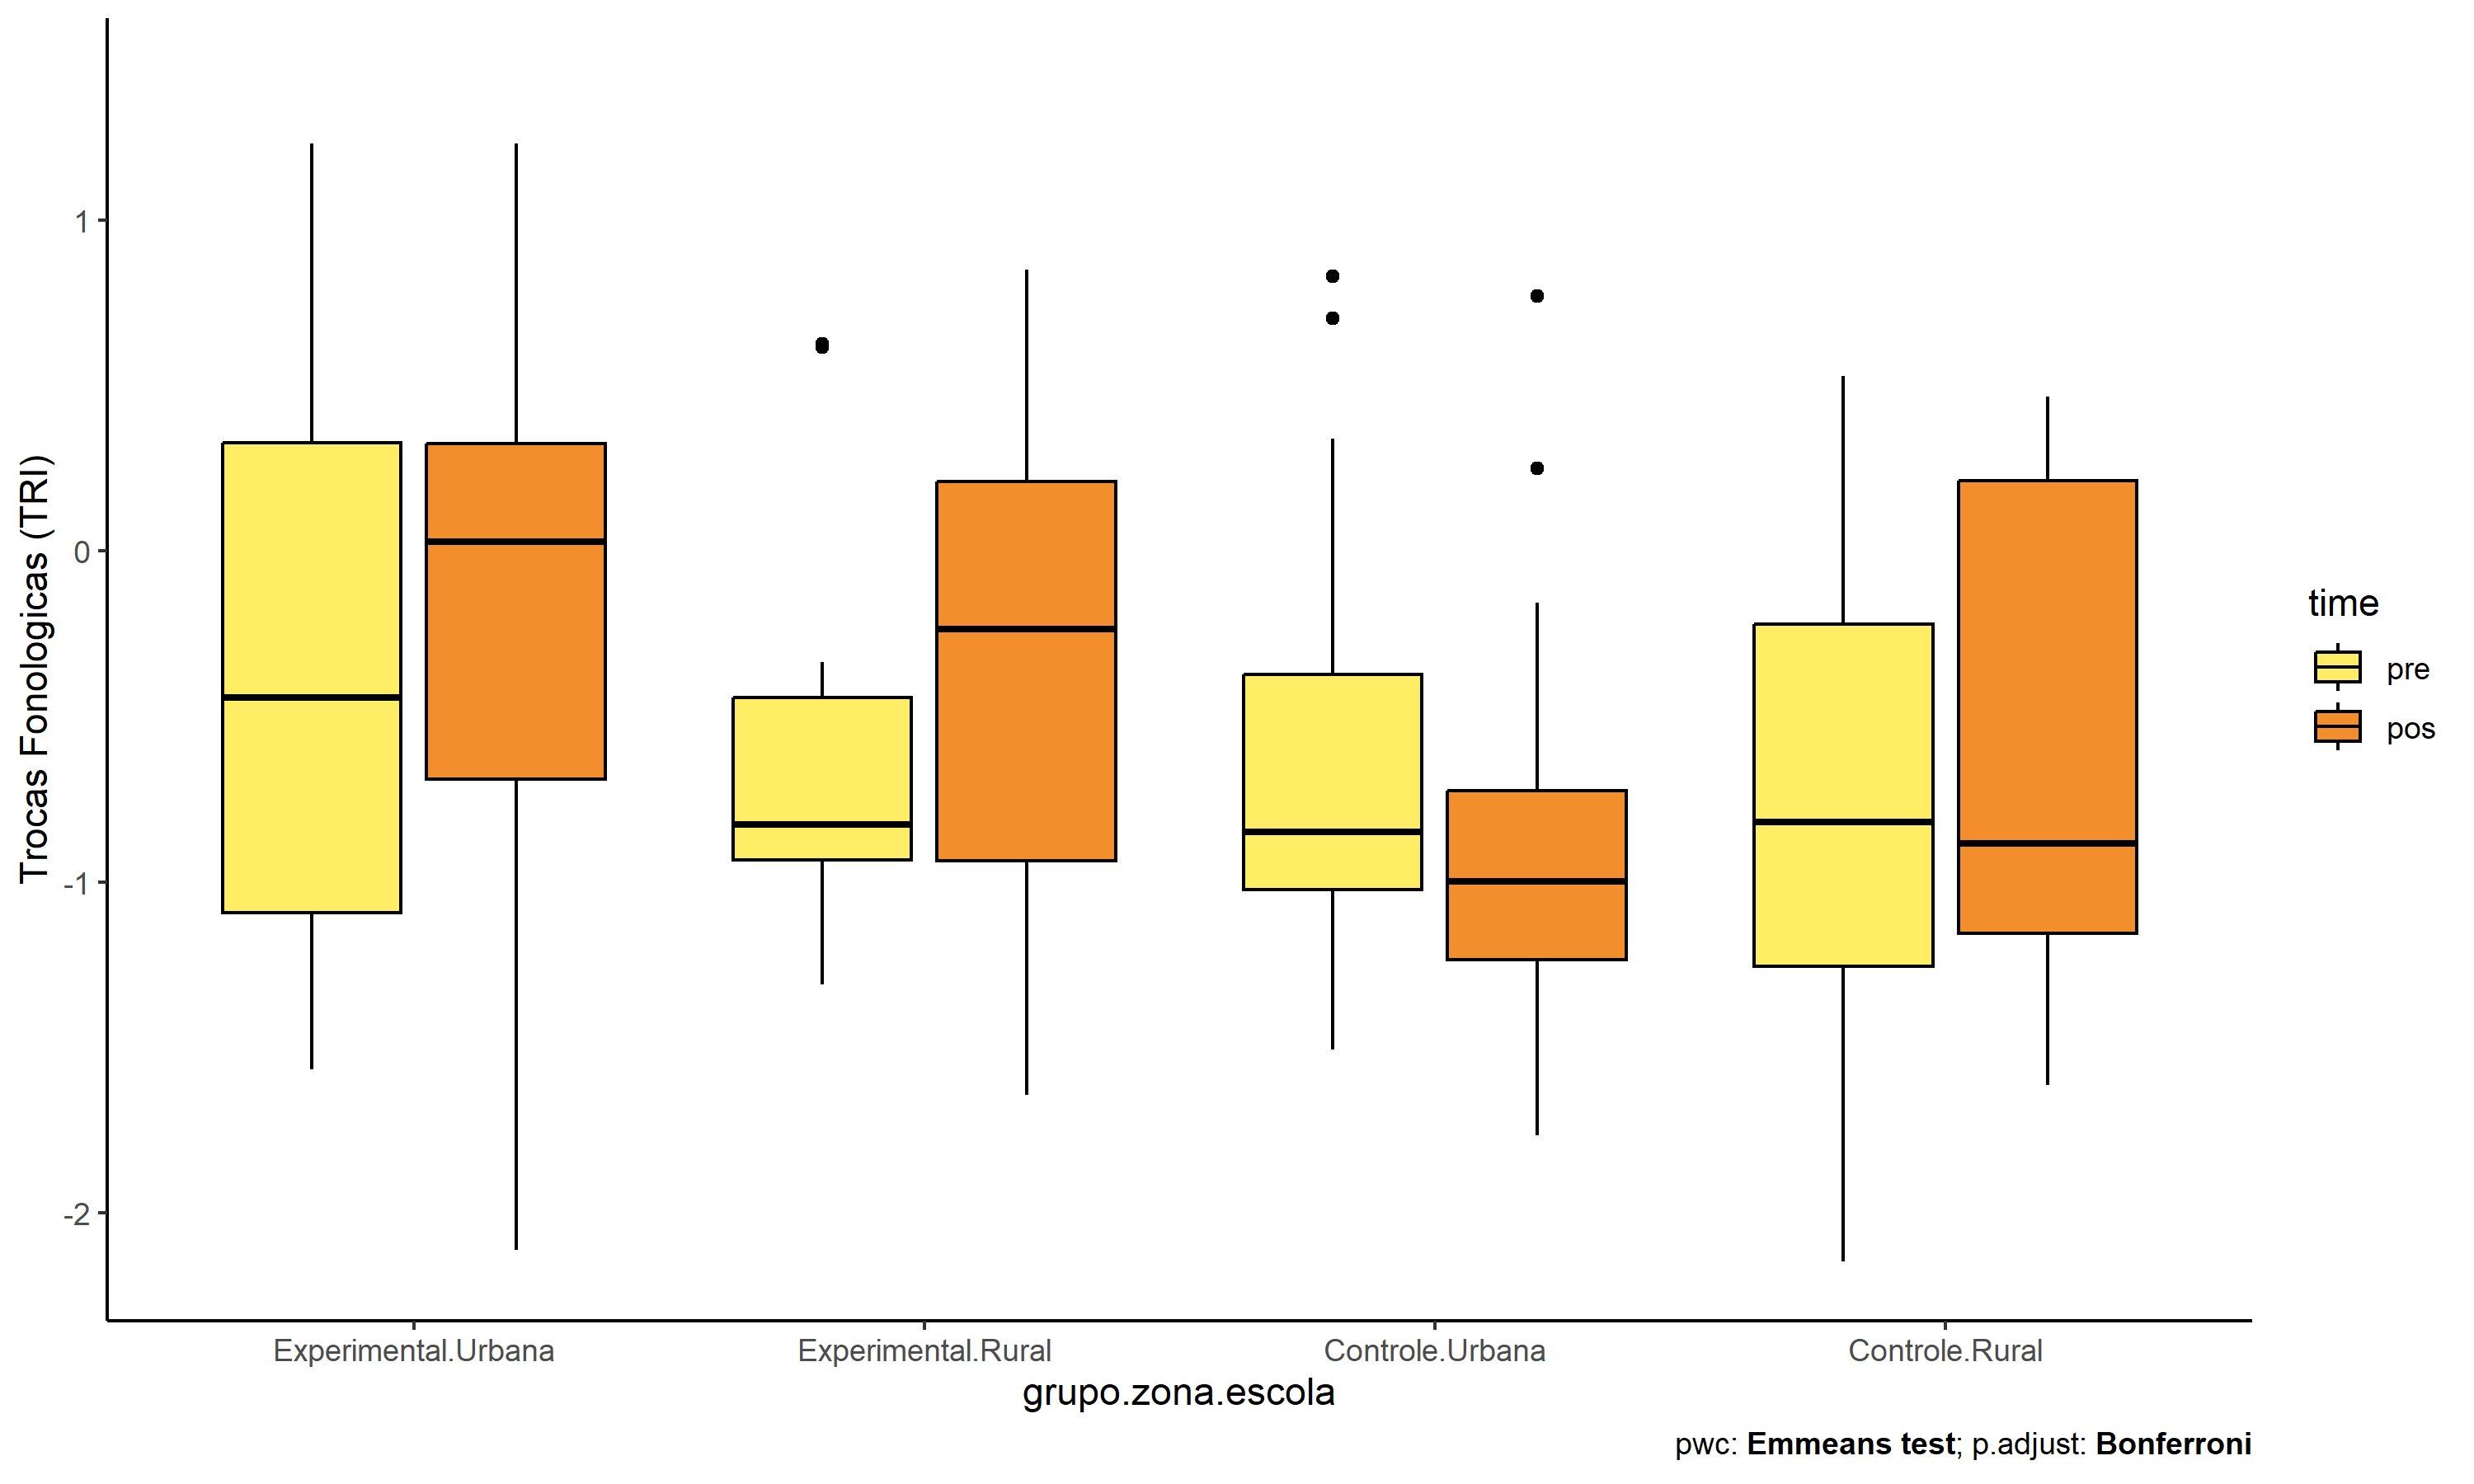 Trocas Fonologicas (TRI)
1
0
-1
-2
Experimental.Urbana
Experimental.Rural
Controle.Urbana
Controle.Rural
grupo.zona.escola
time
pre
pos
pwc: Emmeans test; p.adjust: Bonferroni